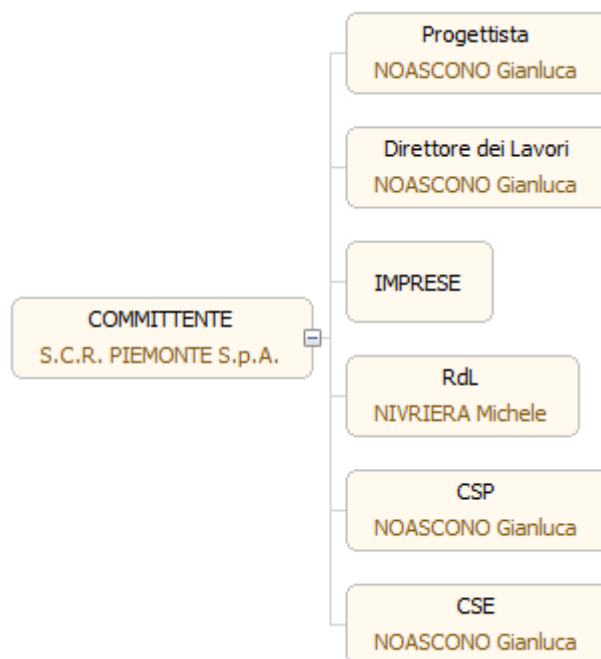 Progettista
NOASCONO Gianluca
Direttore dei Lavori
NOASCONO Gianluca
IMPRESE
COMMITTENTE
S.C.R. PIEMONTE S.p.A.
RdL
NIVRIERA Michele
CSP
NOASCONO Gianluca
CSE
NOASCONO Gianluca